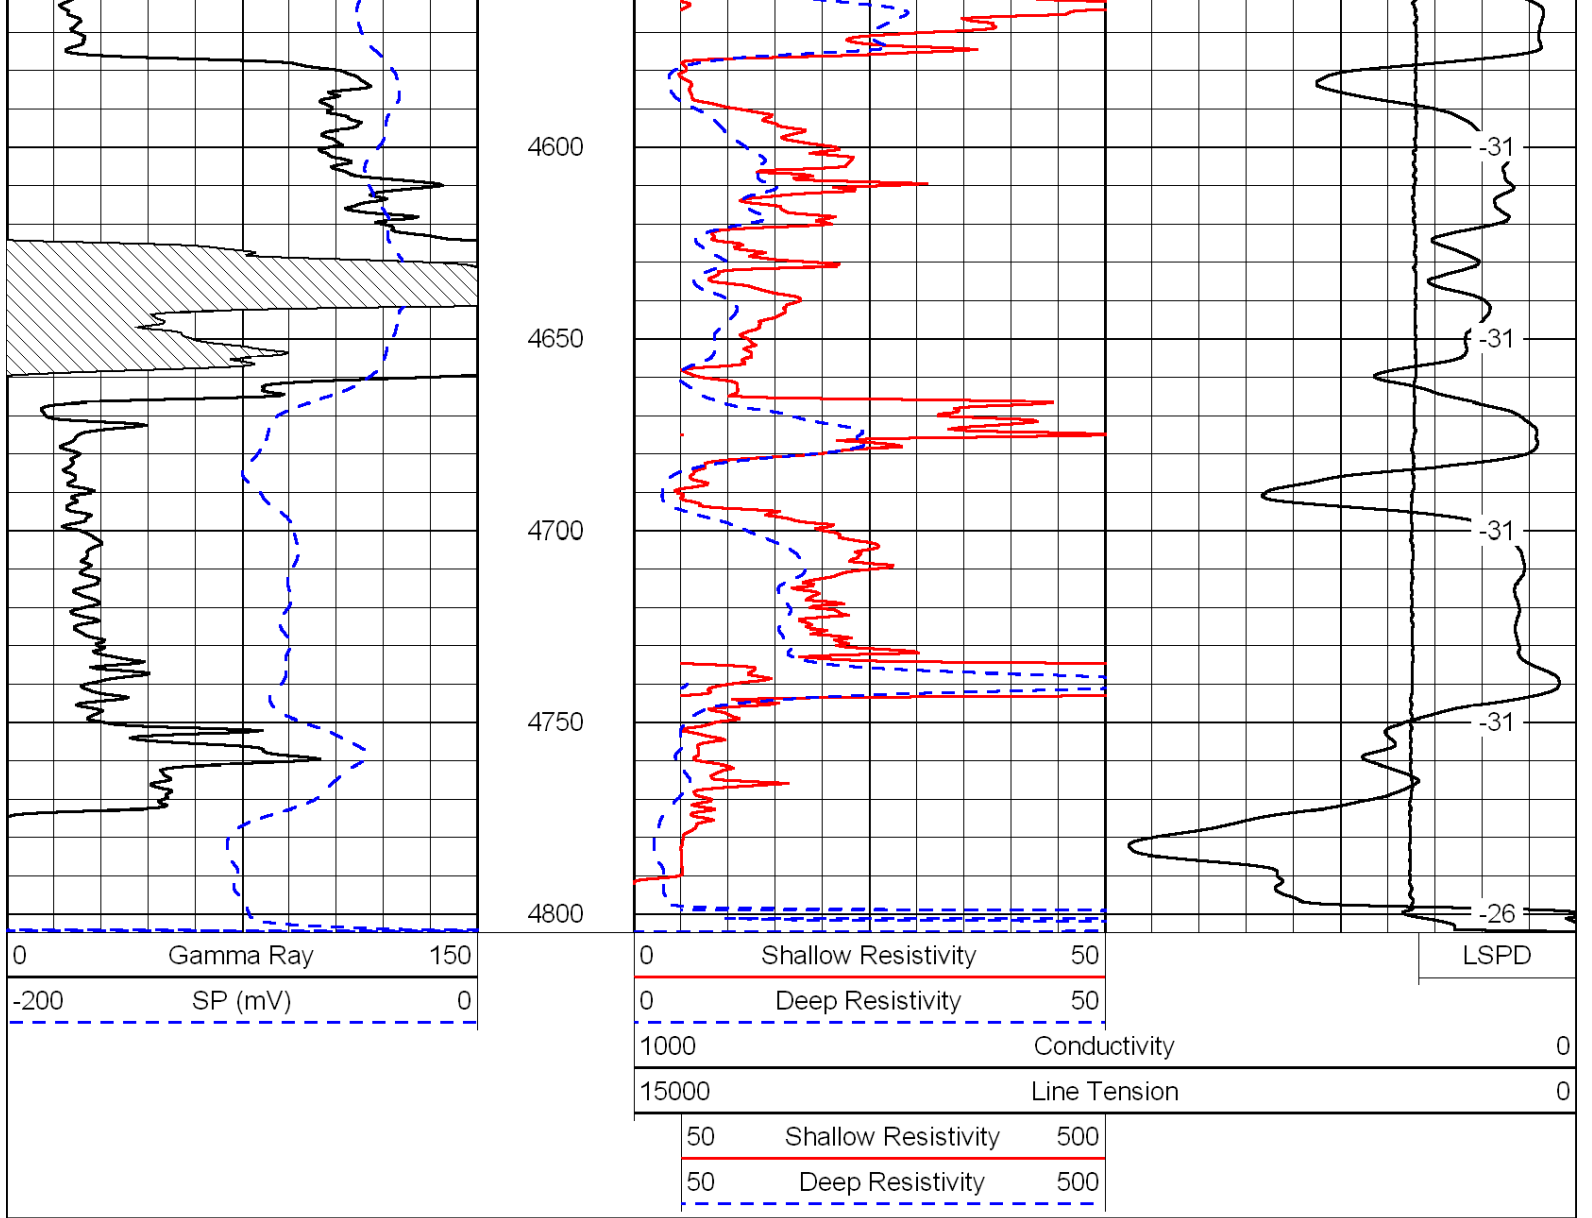 4600
-31
4650
-31
4700
-31
4750
-31
4800
-26
0 Gamma Ray 150
0 Shallow Resistivity 50
LSPD
-200 SP (mV) 0
0 Deep Resistivity 50
1000 Conductivity 0
15000 Line Tension 0
50 Shallow Resistivity 500
50 Deep Resistivity 500